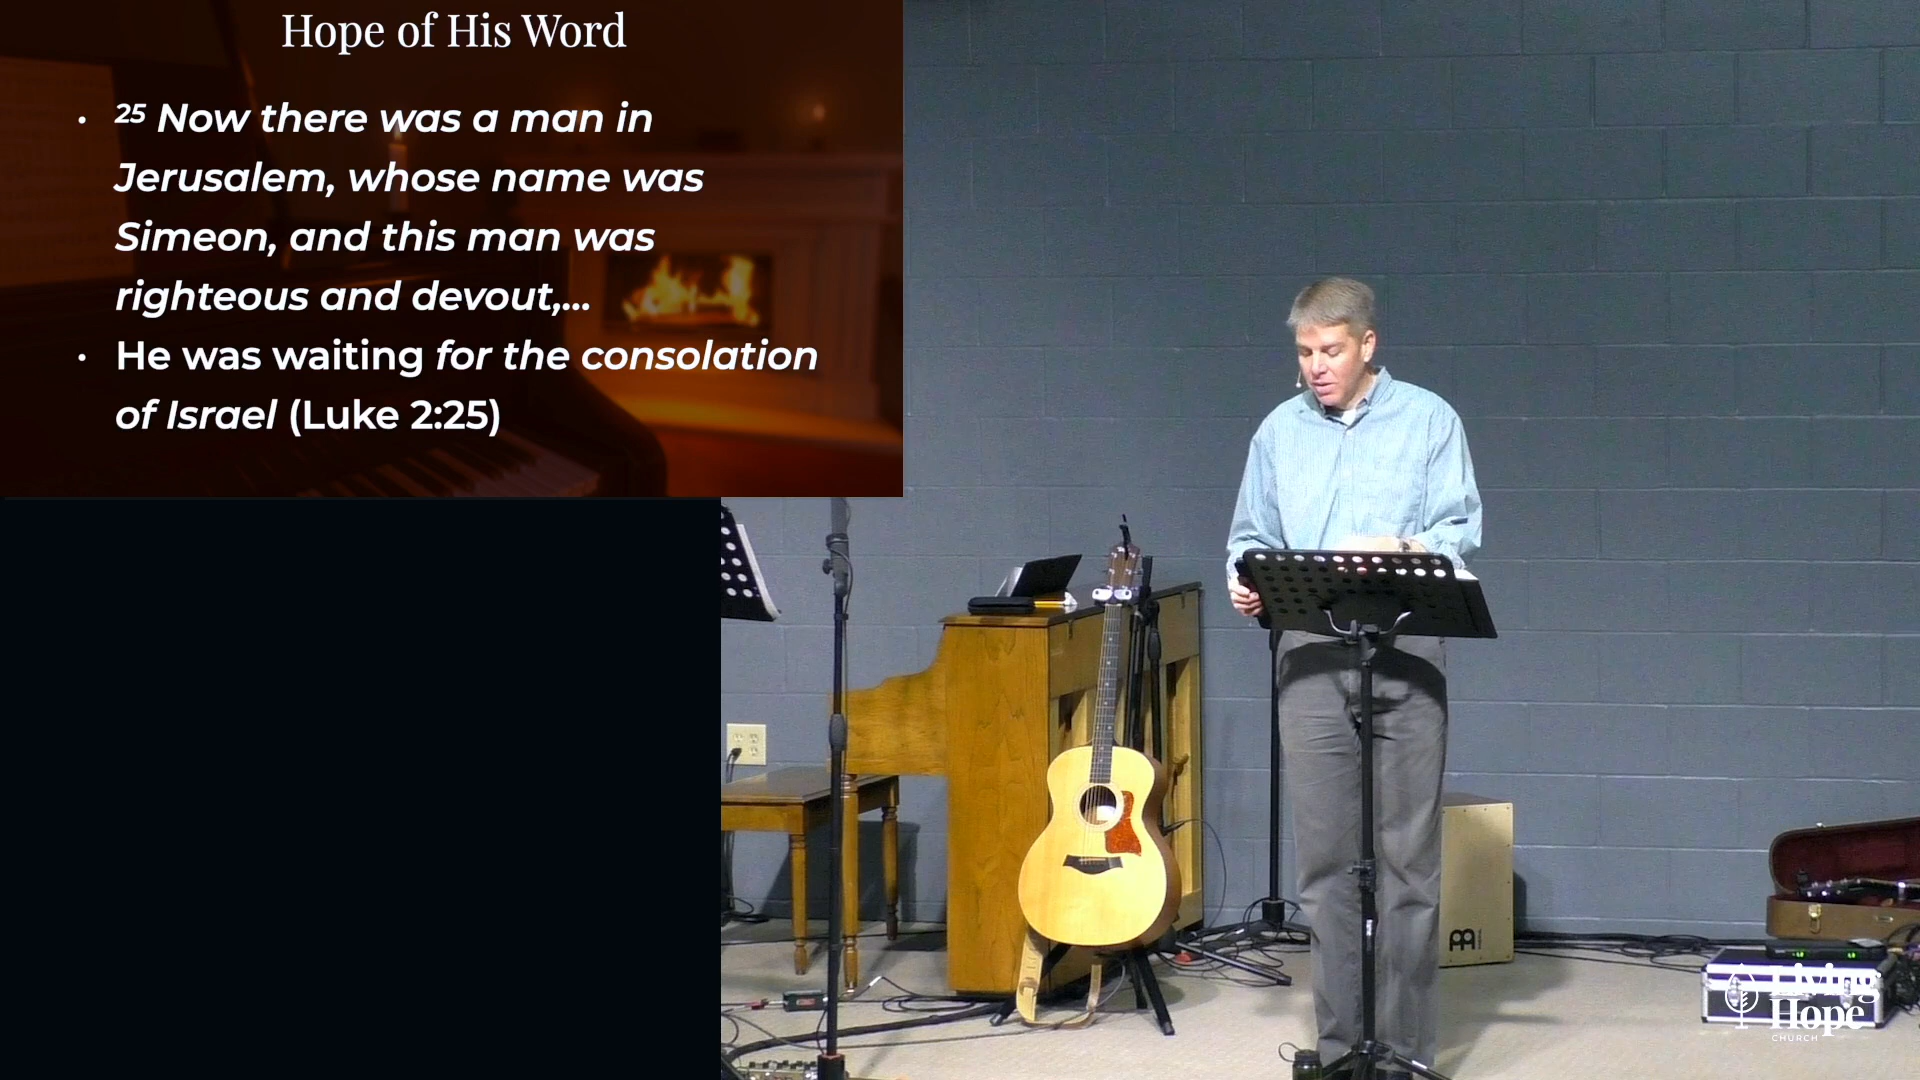 Hope of His Word
• 25 Now there was a man in
Jerusalem, whose name was
Simeon, and this man was
righteous and devout,...
• He was waiting for the consolation
of Israel (Luke 2:25)
Living
Hope
CHURCH